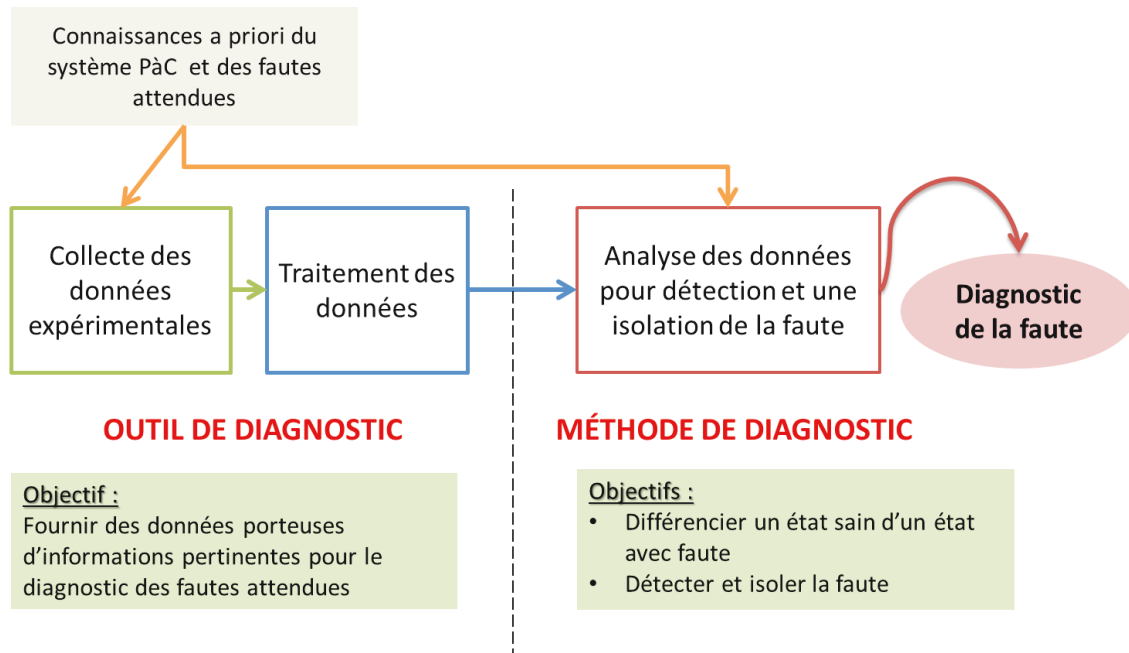 Connaissances a priori du
système PàC et des fautes
attendues
Collecte des
données
expérimentales
Traitement des
données
Analyse des données
pour détection et une
isolation de la faute
Diagnostic
de la faute
OUTIL DE DIAGNOSTIC
MÉTHODE DE DIAGNOSTIC
Objectif :
Fournir des données porteuses
d'informations pertinentes pour le
diagnostic des fautes attendues
Objectifs :
• Différencier un état sain d'un état
avec faute
• Détecter et isoler la faute